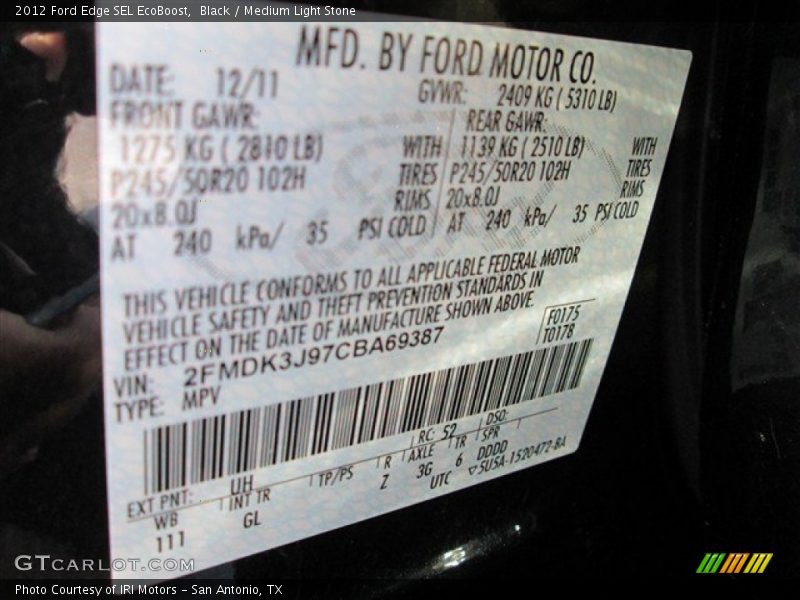 2012 Ford Edge SEL EcoBoost, Black / Medium Light Stone
MFD. BY FORD MOTOR CO.
DATE: 12/11 GVWR: 2409 KG ( 5310 LB)
FRONT GAWR: REAR GAWR:
1275 KG ( 2810 LB) WITH 1139 KG ( 2510 LB) WITH
P245/50R20 102H TIRES P245/50R20 102H TIRES
20x8.0J RIMS 20x8.0J RIMS
AT 240 kPa/ 35 PSI COLD AT 240 kPa/ 35 PSI COLD
THIS VEHICLE CONFORMS TO ALL APPLICABLE FEDERAL MOTOR
VEHICLE SAFETY AND THEFT PREVENTION STANDARDS IN
EFFECT ON THE DATE OF MANUFACTURE SHOWN ABOVE.
F0175
VIN: 2FMDK3J97CBA69387 T0178
TYPE: MPV
EXT PNT: UH RC: 52 DSO:
WB INT TR TP/PS R AXLE TR SPR
111 GL Z 3G 6 DDDD
UTC ▽5USA-1520472-BA
GTCARLOT.COM
Photo Courtesy of IRI Motors – San Antonio, TX